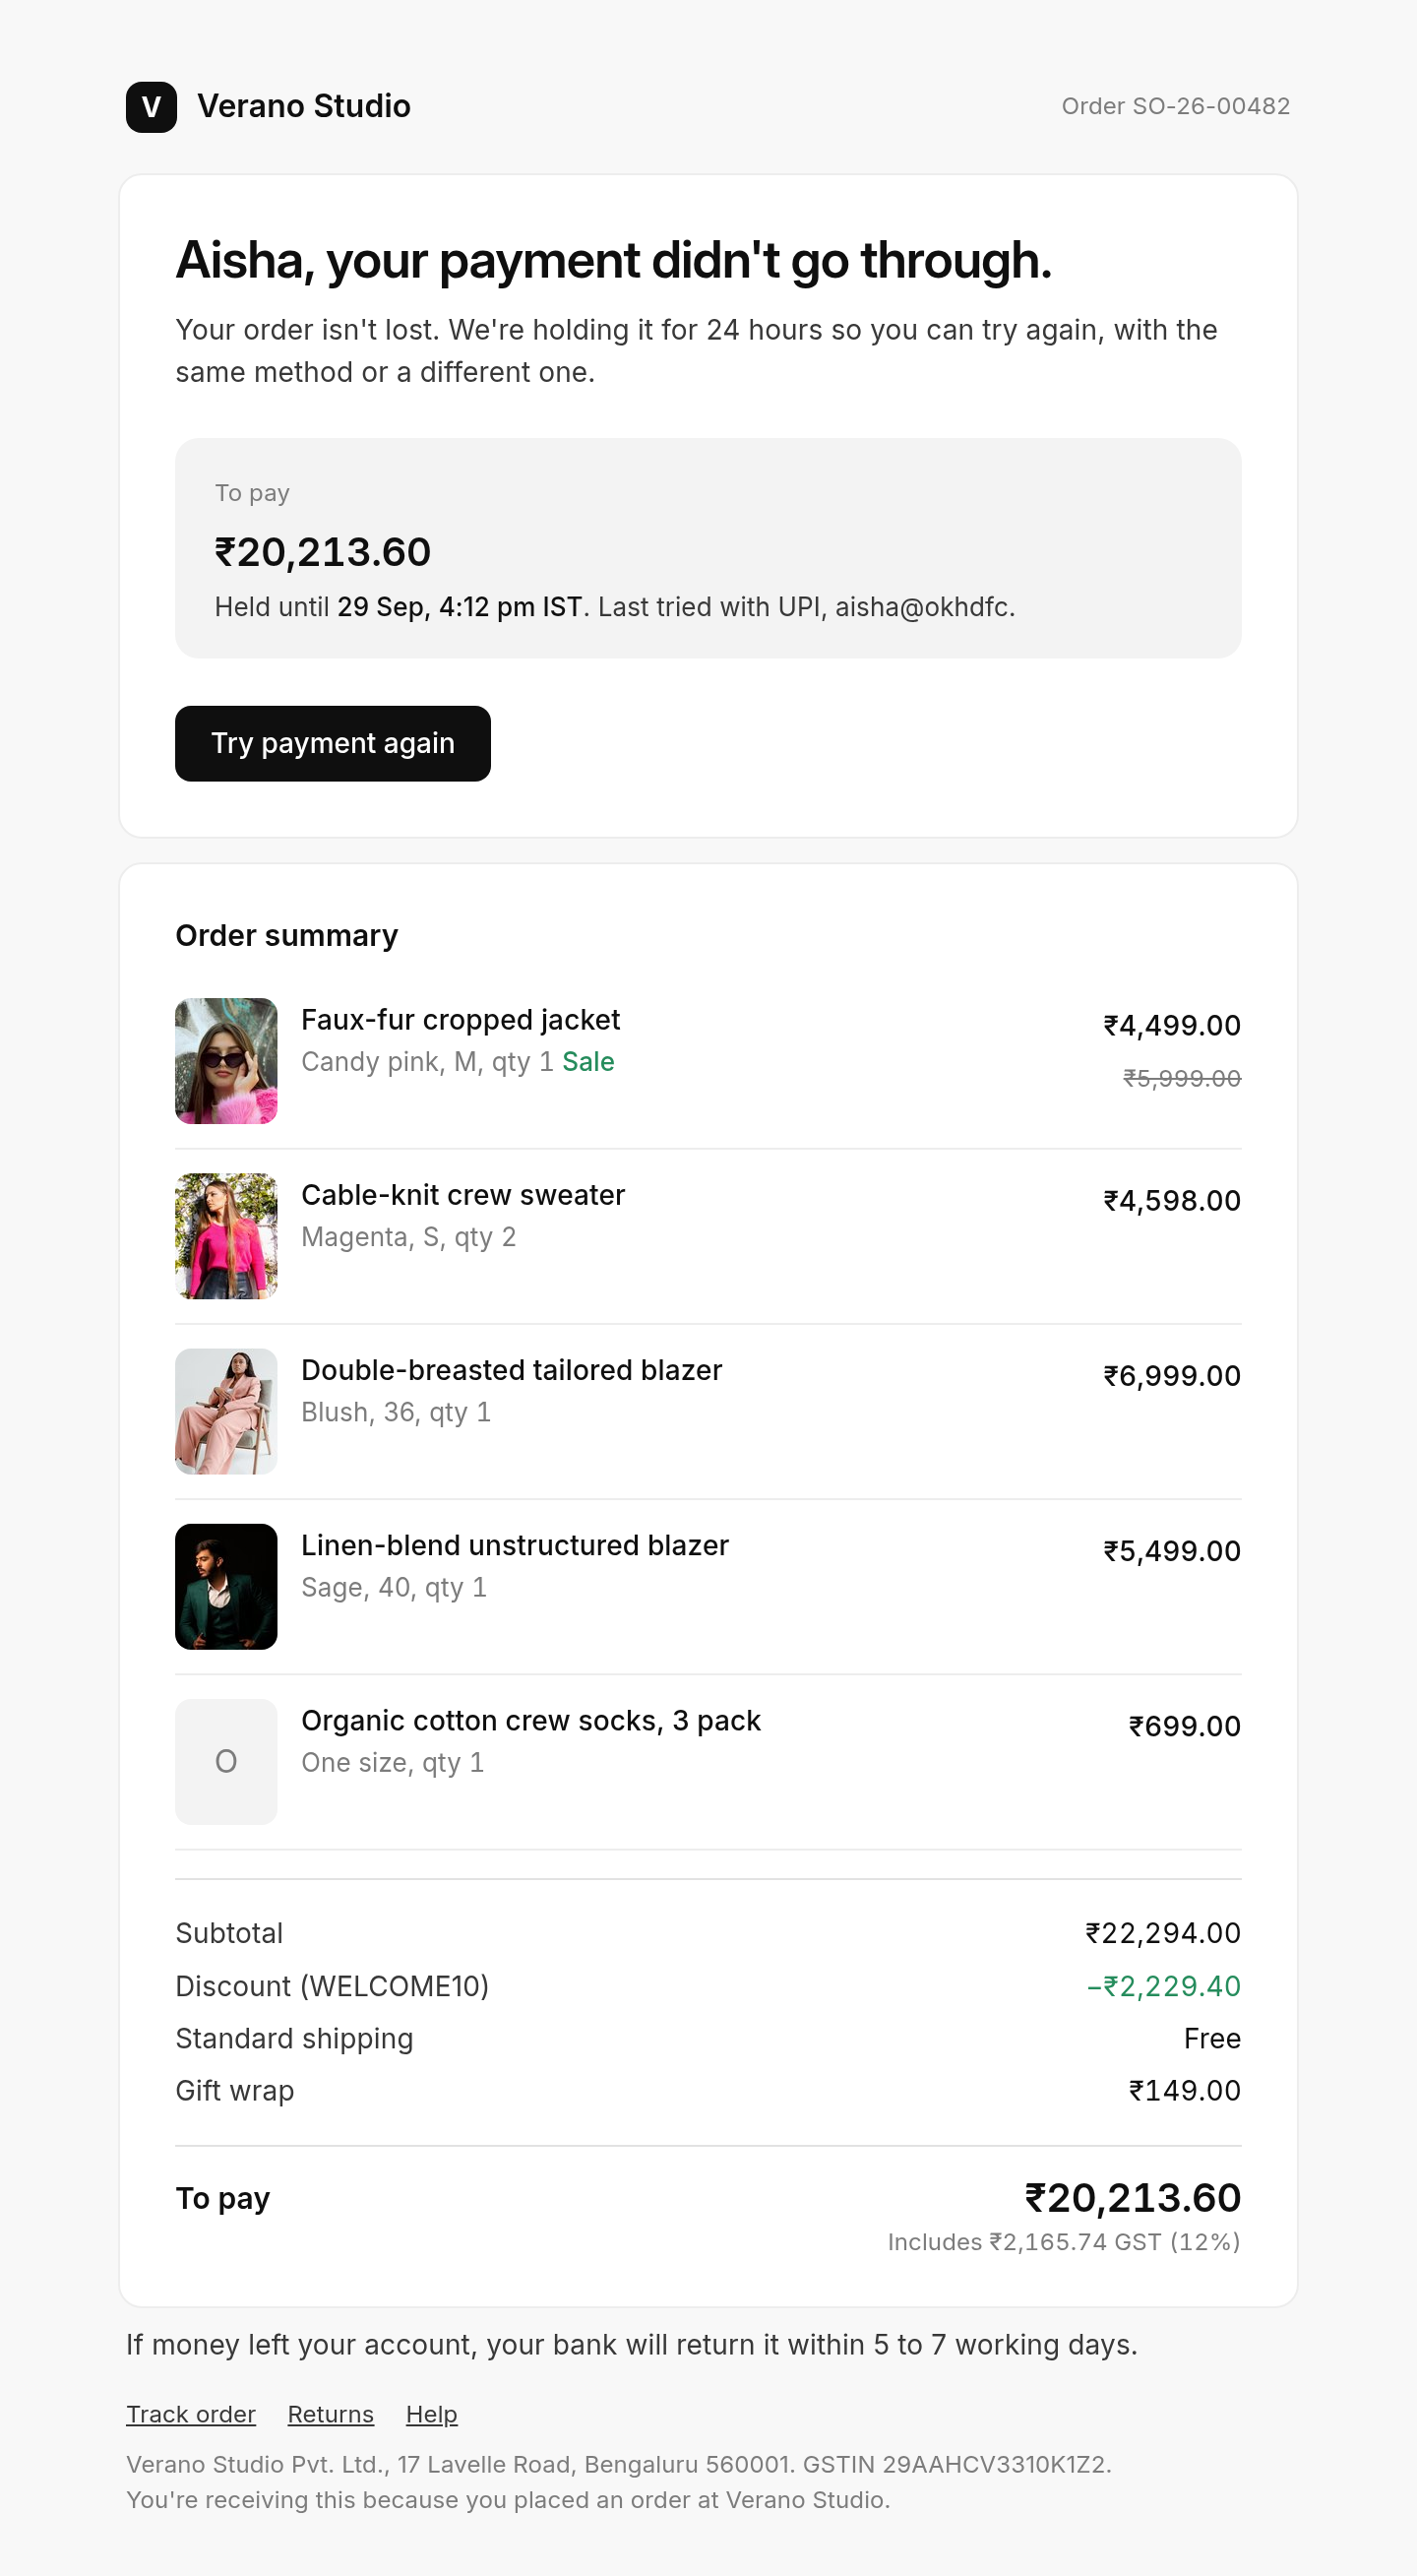 V Verano Studio Order SO-26-00482
Aisha, your payment didn't go through.
Your order isn't lost. We're holding it for 24 hours so you can try again, with the
same method or a different one.
To pay
₹20,213.60
Held until 29 Sep, 4:12 pm IST. Last tried with UPI, aisha@okhdfc.
Try payment again
Order summary
Faux-fur cropped jacket ₹4,499.00
Candy pink, M, qty 1 Sale ₹5,999.00
Cable-knit crew sweater ₹4,598.00
Magenta, S, qty 2
Double-breasted tailored blazer ₹6,999.00
Blush, 36, qty 1
Linen-blend unstructured blazer ₹5,499.00
Sage, 40, qty 1
Organic cotton crew socks, 3 pack ₹699.00
O One size, qty 1
Subtotal ₹22,294.00
Discount (WELCOME10) −₹2,229.40
Standard shipping Free
Gift wrap ₹149.00
To pay ₹20,213.60
Includes ₹2,165.74 GST (12%)
If money left your account, your bank will return it within 5 to 7 working days.
Track order Returns Help
Verano Studio Pvt. Ltd., 17 Lavelle Road, Bengaluru 560001. GSTIN 29AAHCV3310K1Z2.
You're receiving this because you placed an order at Verano Studio.